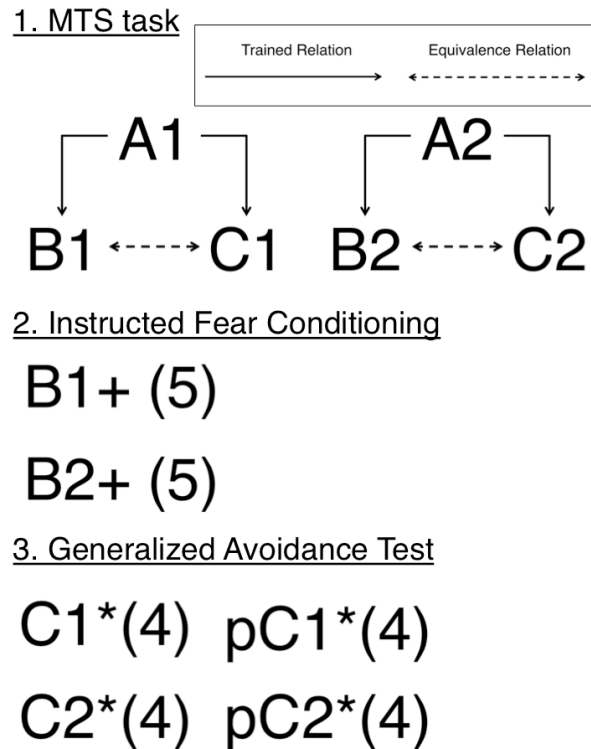 1. MTS task
Trained Relation Equivalence Relation
A1 A2
B1 C1 B2 C2
2. Instructed Fear Conditioning
B1+ (5)
B2+ (5)
3. Generalized Avoidance Test
C1*(4) pC1*(4)
C2*(4) pC2*(4)